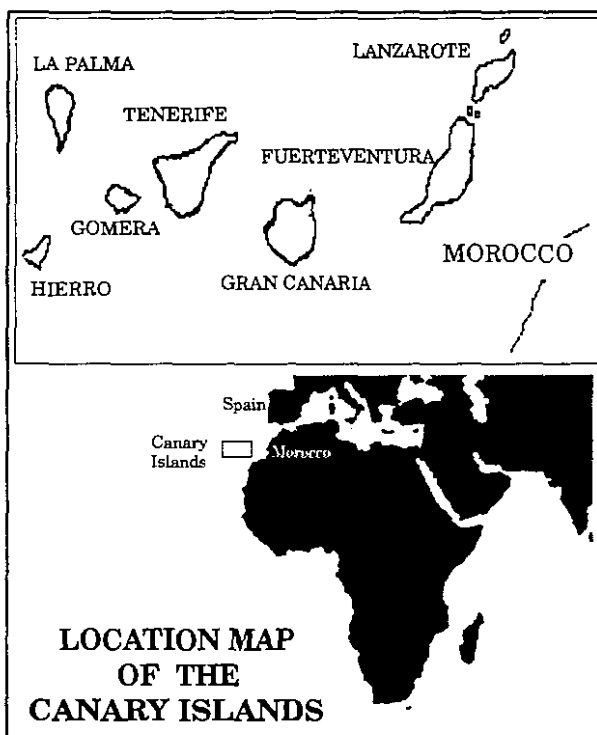 LANZAROTE
LA PALMA
TENERIFE
FUERTEVENTURA
GOMERA
MOROCCO
HIERRO
GRAN CANARIA
Spain
Canary
Islands
Morocco
LOCATION MAP
OF THE
CANARY ISLANDS